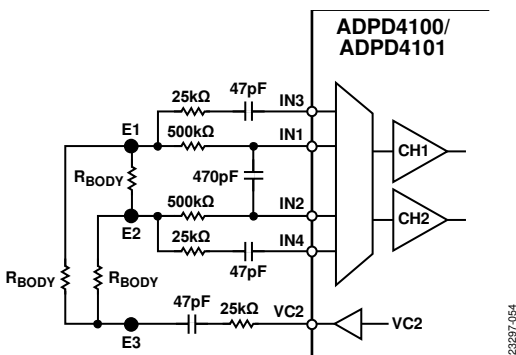 ADPD4100/
ADPD4101
47pF
25kΩ
IN3
E1
500kΩ
IN1
CH1
RBODY
470pF
500kΩ
IN2
E2
CH2
25kΩ
IN4
RBODY
RBODY
47pF
47pF
25kΩ
VC2
VC2
E3
23297-054